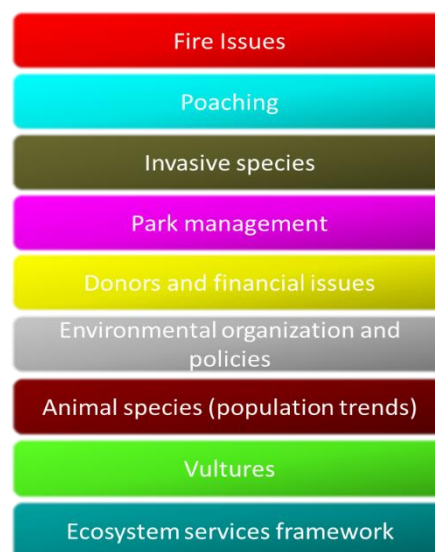 Fire Issues
Poaching
Invasive species
Park management
Donors and financial issues
Environmental organization and
policies
Animal species (population trends)
Vultures
Ecosystem services framework